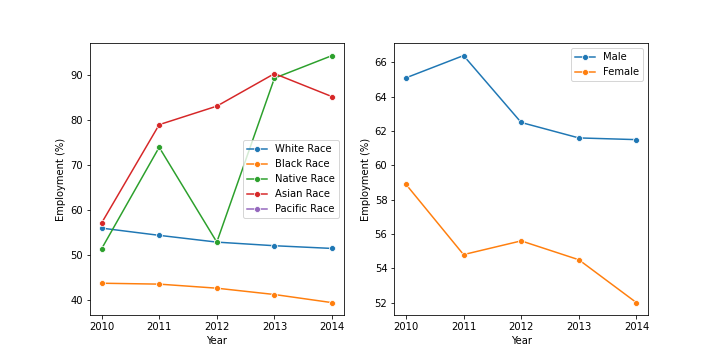 90
80
70
60
50
40
Employment (%)
2010 2011 2012 2013 2014
Year
White Race
Black Race
Native Race
Asian Race
Pacific Race
66
64
62
60
58
56
54
52
Employment (%)
2010 2011 2012 2013 2014
Year
Male
Female